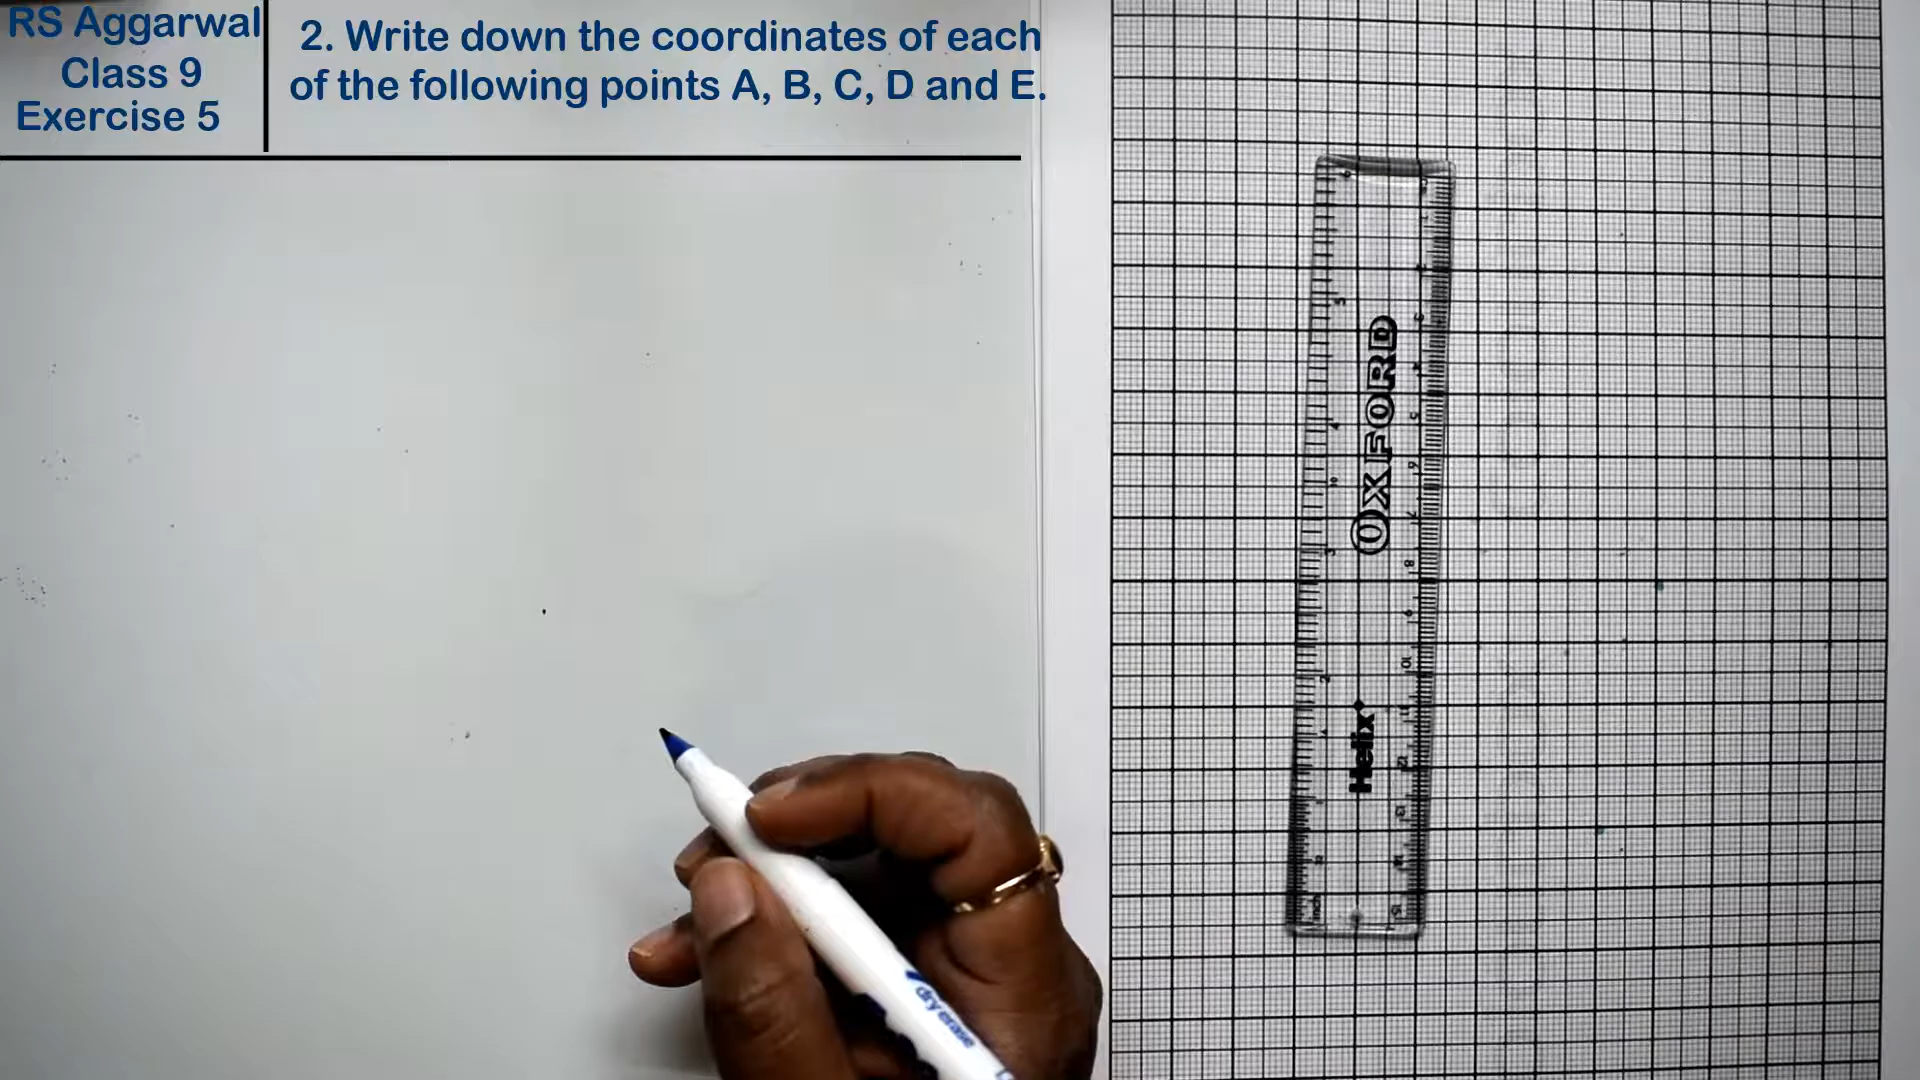 RS Aggarwal
Class 9
Exercise 5
2. Write down the coordinates of each
of the following points A, B, C, D and E.
OXFORD
Helix
dry erase